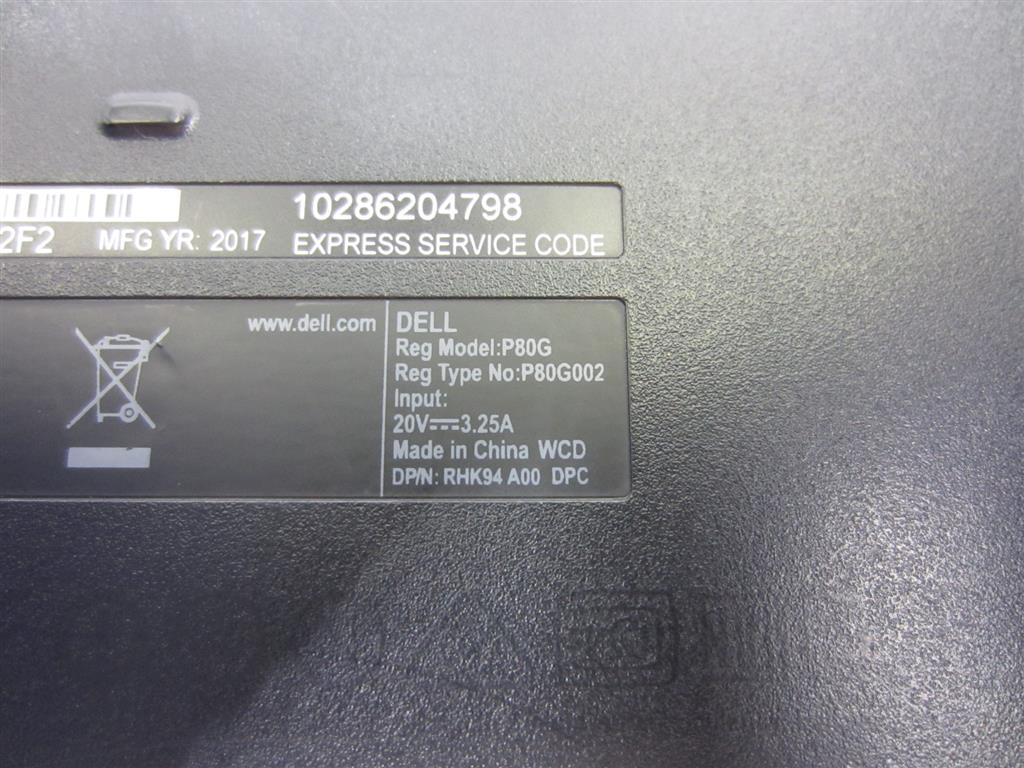 10286204798
2F2 MFG YR: 2017 EXPRESS SERVICE CODE
www.dell.com DELL
Reg Model:P80G
Reg Type No:P80G002
Input:
20V⎓3.25A
Made in China WCD
DP/N: RHK94 A00 DPC